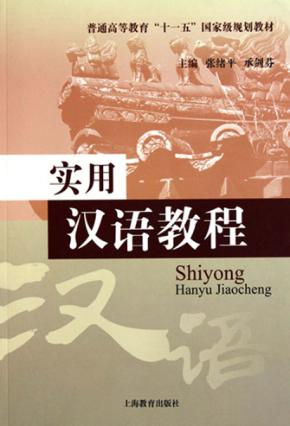 普通高等教育“十一五”国家级规划教材
主编 张绪平 承剑芬
实用
汉语教程
Shiyong
Hanyu Jiaocheng
汉语
上海教育出版社